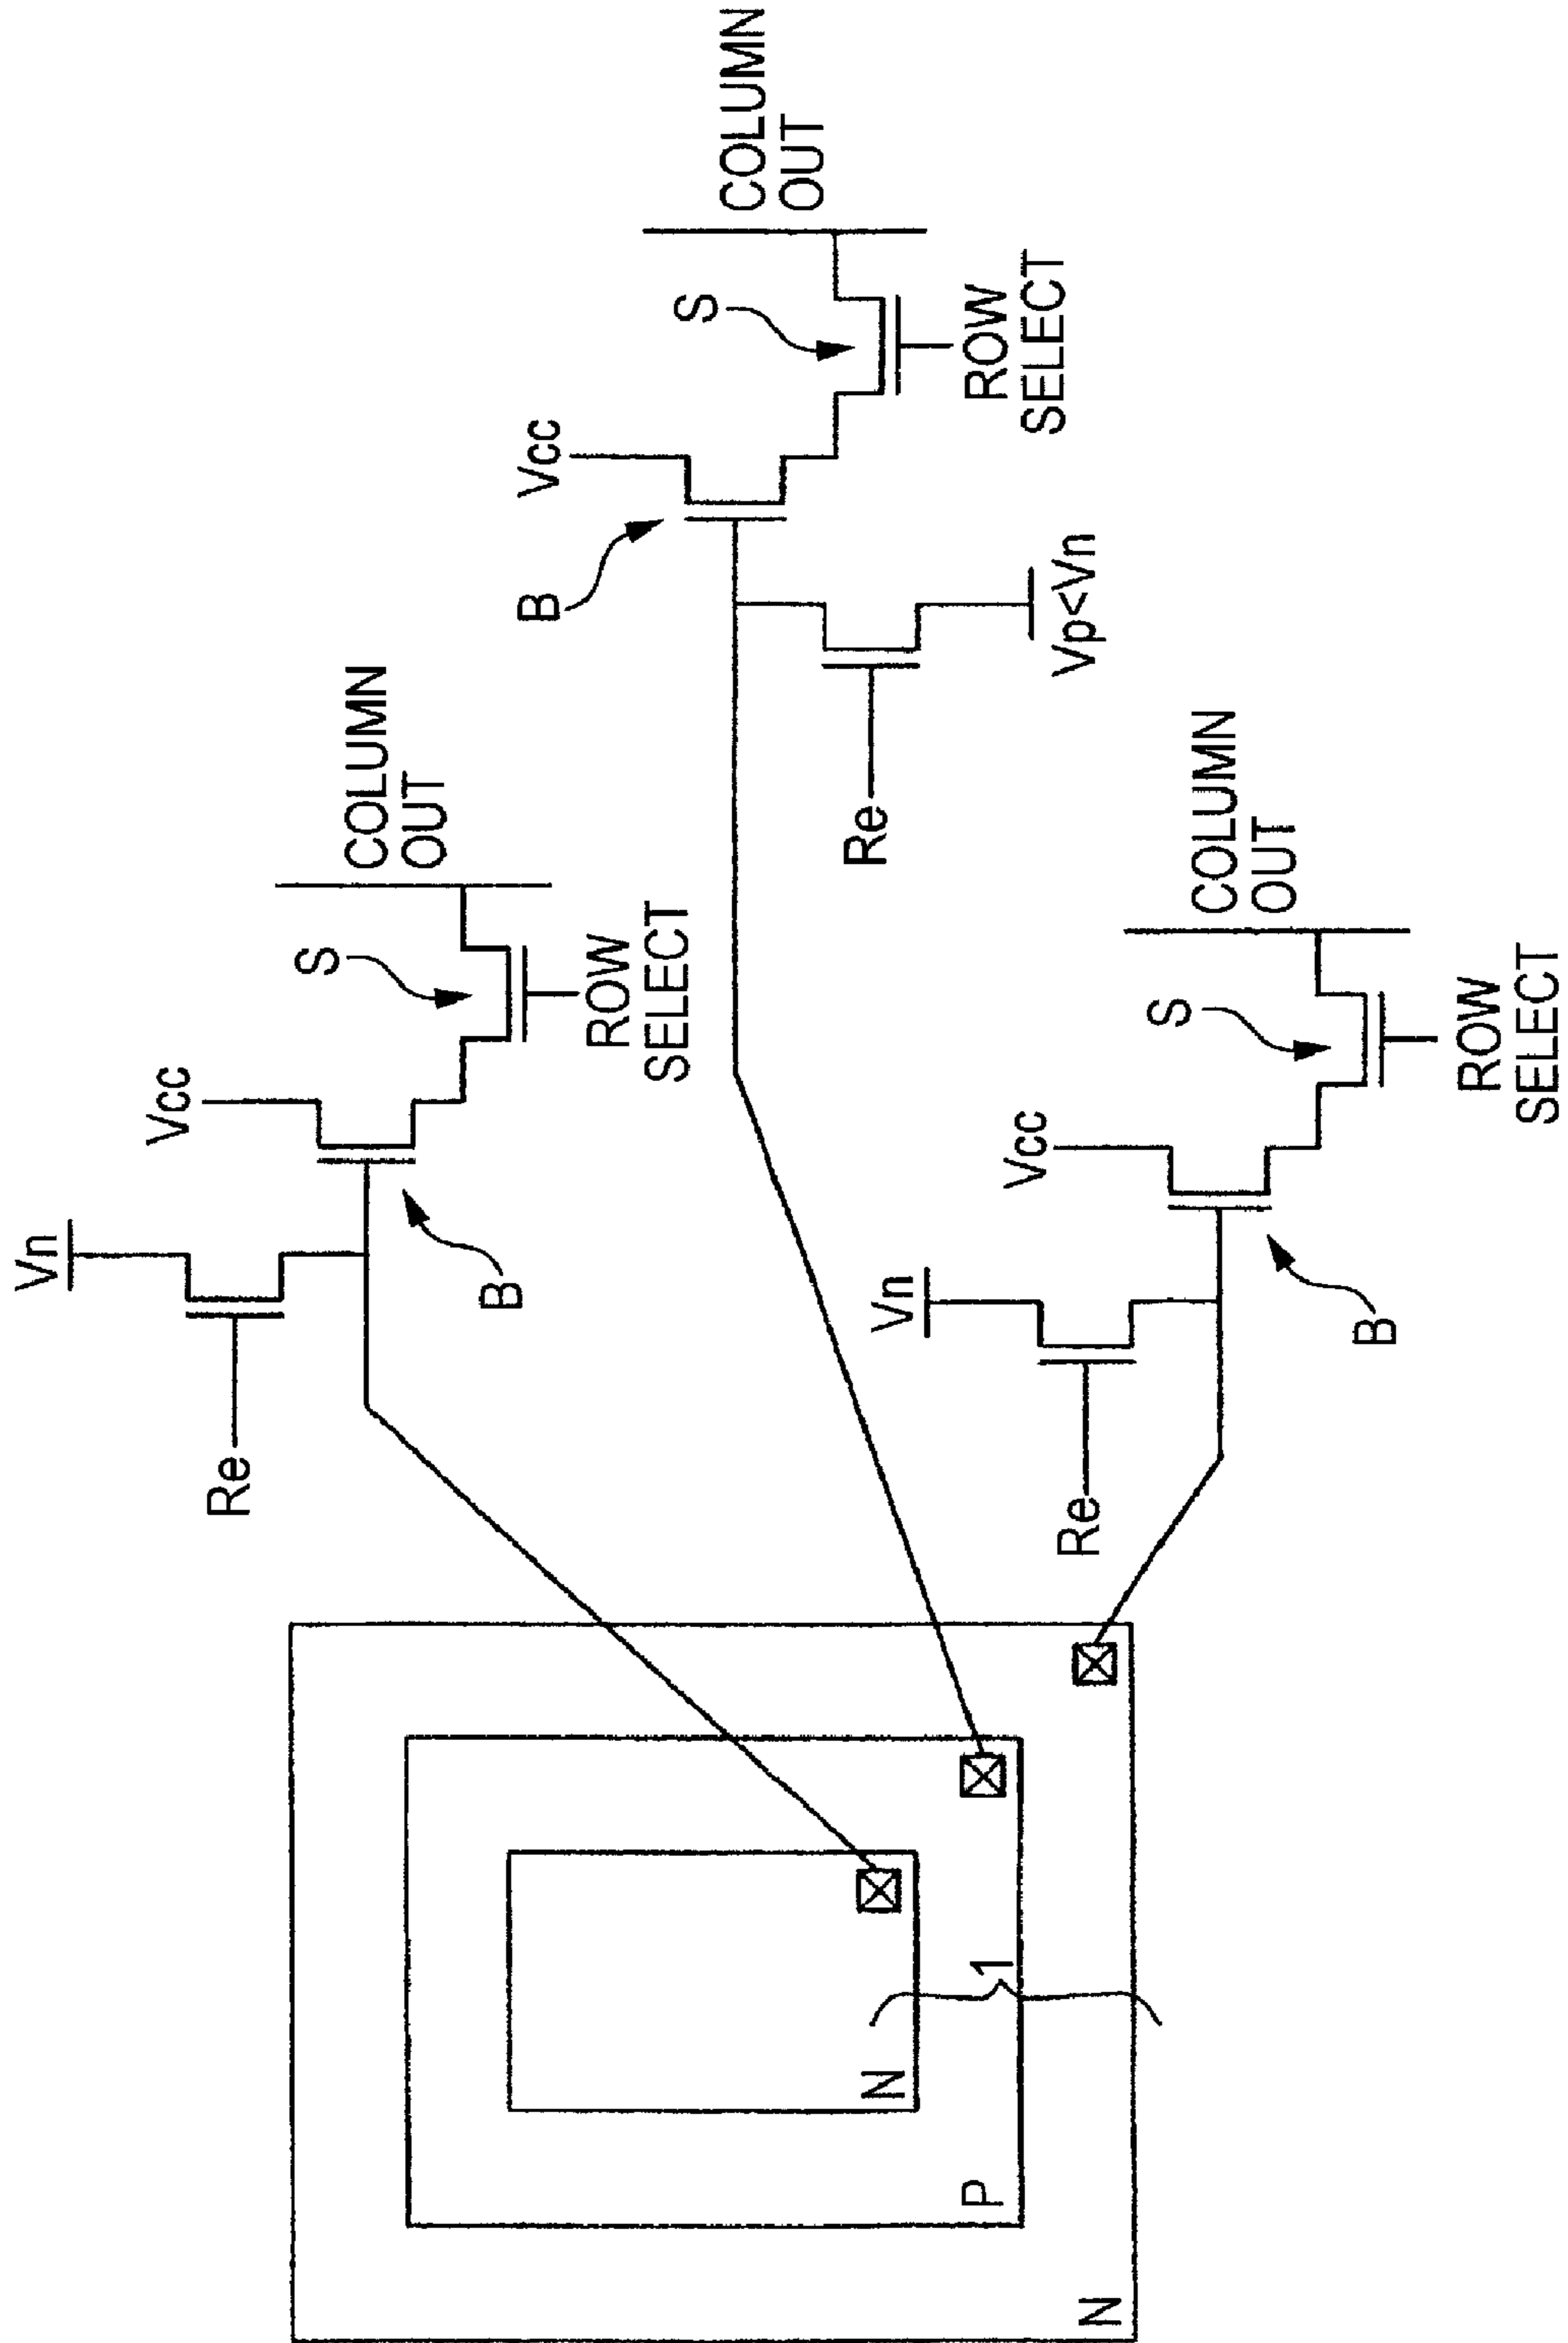 Vn
Re
Vcc
B
S
ROW
SELECT
COLUMN
OUT
Vcc
B
S
ROW
SELECT
COLUMN
OUT
Re
Vp<Vn
Vn
Re
Vcc
B
S
ROW
SELECT
COLUMN
OUT
N
P
N
1